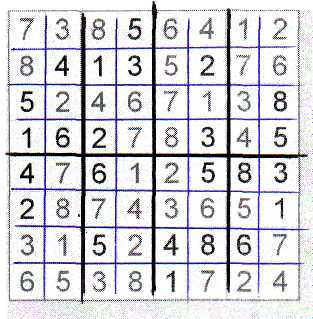 7 3 8 5 6 4 1 2
8 4 1 3 5 2 7 6
5 2 4 6 7 1 3 8
1 6 2 7 8 3 4 5
4 7 6 1 2 5 8 3
2 8 7 4 3 6 5 1
3 1 5 2 4 8 6 7
6 5 3 8 1 7 2 4